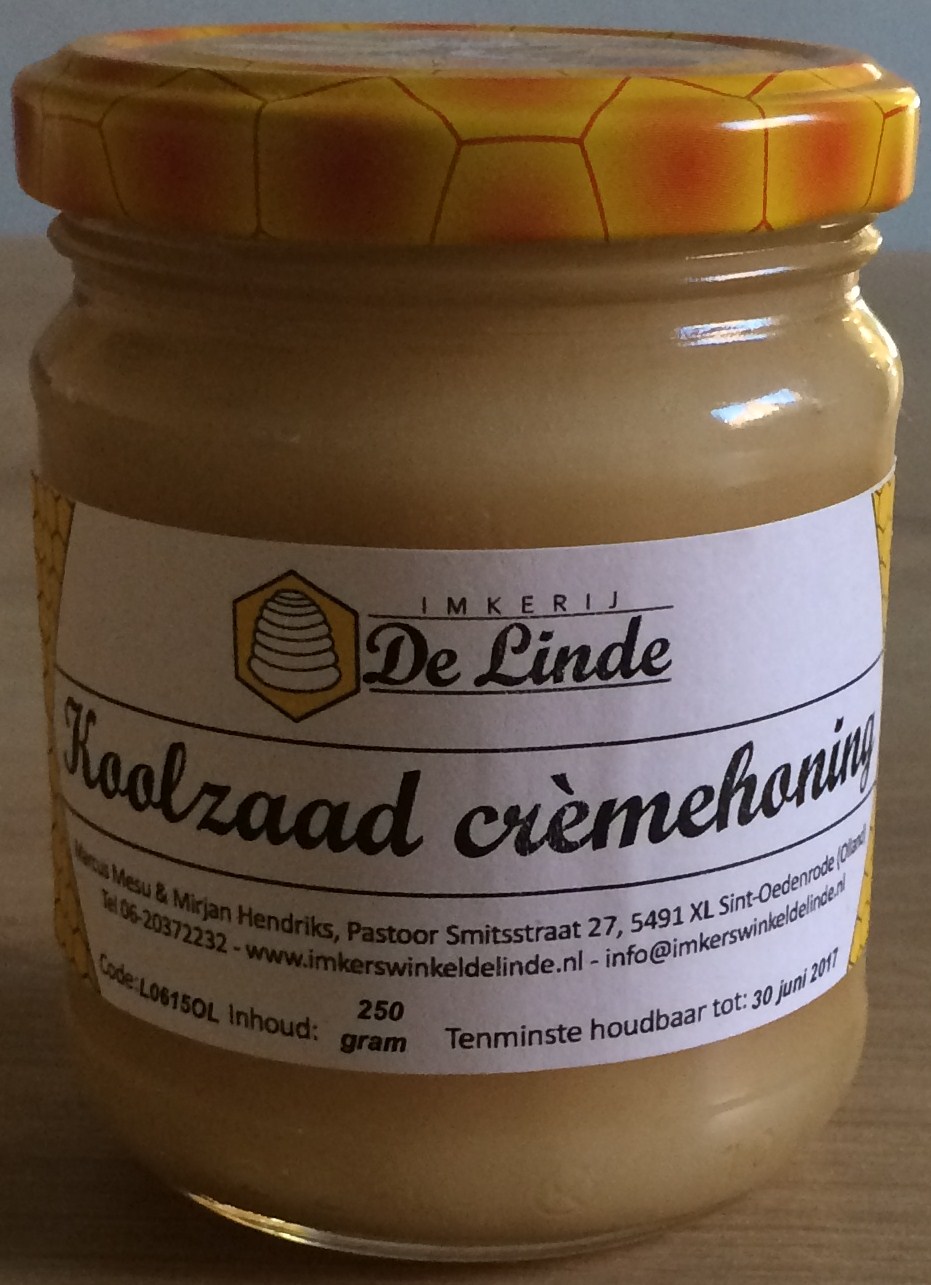 IMKERIJ
De Linde
Koolzaad crèmehoning
Marcus Mesu & Mirjan Hendriks, Pastoor Smitsstraat 27, 5491 XL Sint-Oedenrode (Olland)
Tel 06-20372232 - www.imkerswinkeldelinde.nl - info@imkerswinkeldelinde.nl
Code: L0615OL Inhoud: 250 gram Tenminste houdbaar tot: 30 juni 2017